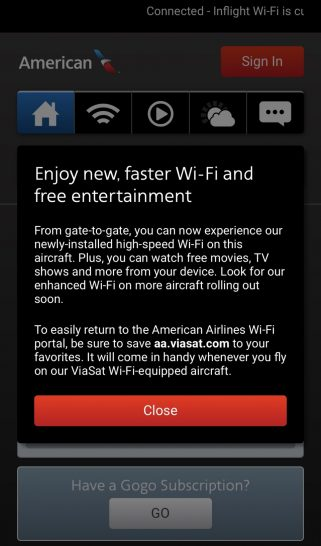 Connected - Inflight Wi-Fi is
American
Sign In
Enjoy new, faster Wi-Fi and
free entertainment
From gate-to-gate, you can now experience our
newly-installed high-speed Wi-Fi on this
aircraft. Plus, you can watch free movies, TV
shows and more from your device. Look for our
enhanced Wi-Fi on more aircraft rolling out
soon.
To easily return to the American Airlines Wi-Fi
portal, be sure to save aa.viasat.com to your
favorites. It will come in handy whenever you fly
on our ViaSat Wi-Fi-equipped aircraft.
Close
Have a Gogo Subscription?
GO